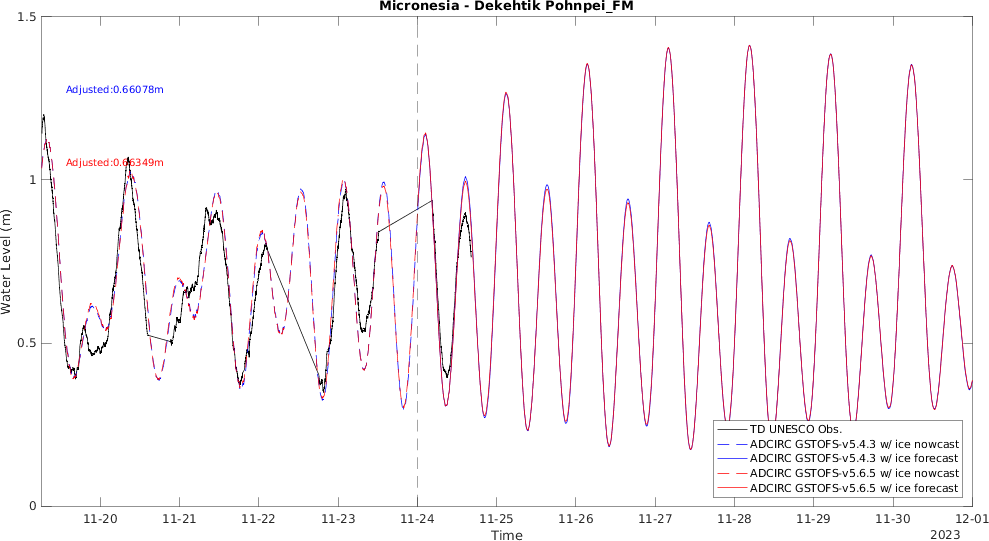 Micronesia - Dekehtik Pohnpei_FM
1.5
1
0.5
0
Water Level (m)
Adjusted:0.66078m
Adjusted:0.66349m
TD UNESCO Obs.
ADCIRC GSTOFS-v5.4.3 w/ ice nowcast
ADCIRC GSTOFS-v5.4.3 w/ ice forecast
ADCIRC GSTOFS-v5.6.5 w/ ice nowcast
ADCIRC GSTOFS-v5.6.5 w/ ice forecast
11-20 11-21 11-22 11-23 11-24 11-25 11-26 11-27 11-28 11-29 11-30 12-01
Time
2023